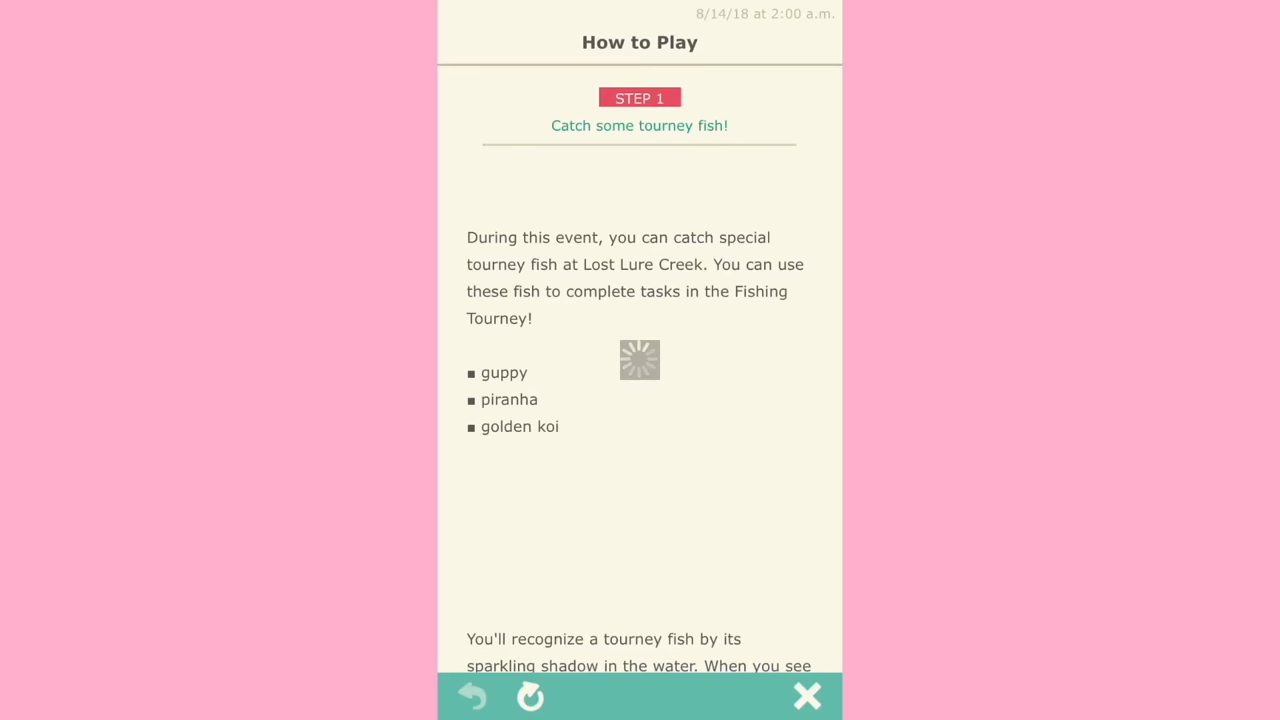 8/14/18 at 2:00 a.m.
How to Play
STEP 1
Catch some tourney fish!
During this event, you can catch special
tourney fish at Lost Lure Creek. You can use
these fish to complete tasks in the Fishing
Tourney!
▪ guppy
▪ piranha
▪ golden koi
You'll recognize a tourney fish by its
sparkling shadow in the water. When you see